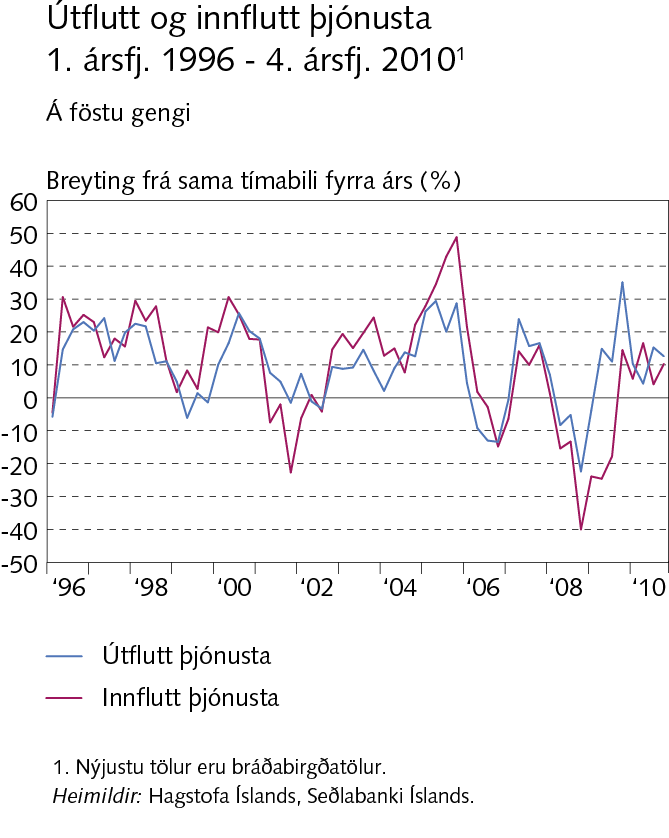 Útflutt og innflutt þjónusta
1. ársfj. 1996 - 4. ársfj. 2010¹
Á föstu gengi
Breyting frá sama tímabili fyrra árs (%)
60
50
40
30
20
10
0
-10
-20
-30
-40
-50
‘96 ‘98 ‘00 ‘02 ‘04 ‘06 ‘08 ‘10
Útflutt þjónusta
Innflutt þjónusta
1. Nýjustu tölur eru bráðabirgðatölur.
Heimildir: Hagstofa Íslands, Seðlabanki Íslands.